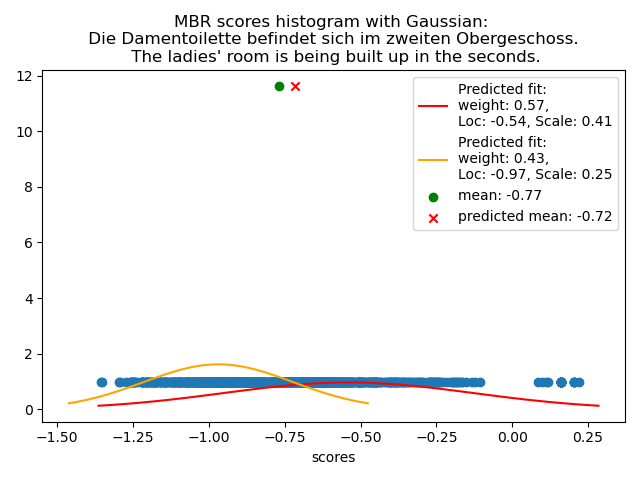 MBR scores histogram with Gaussian:
Die Damentoilette befindet sich im zweiten Obergeschoss.
The ladies' room is being built up in the seconds.
12
10
8
6
4
2
0
−1.50
−1.25
−1.00
−0.75
−0.50
−0.25
0.00
0.25
scores
Predicted fit:
weight: 0.57,
Loc: -0.54, Scale: 0.41
Predicted fit:
weight: 0.43,
Loc: -0.97, Scale: 0.25
mean: -0.77
predicted mean: -0.72